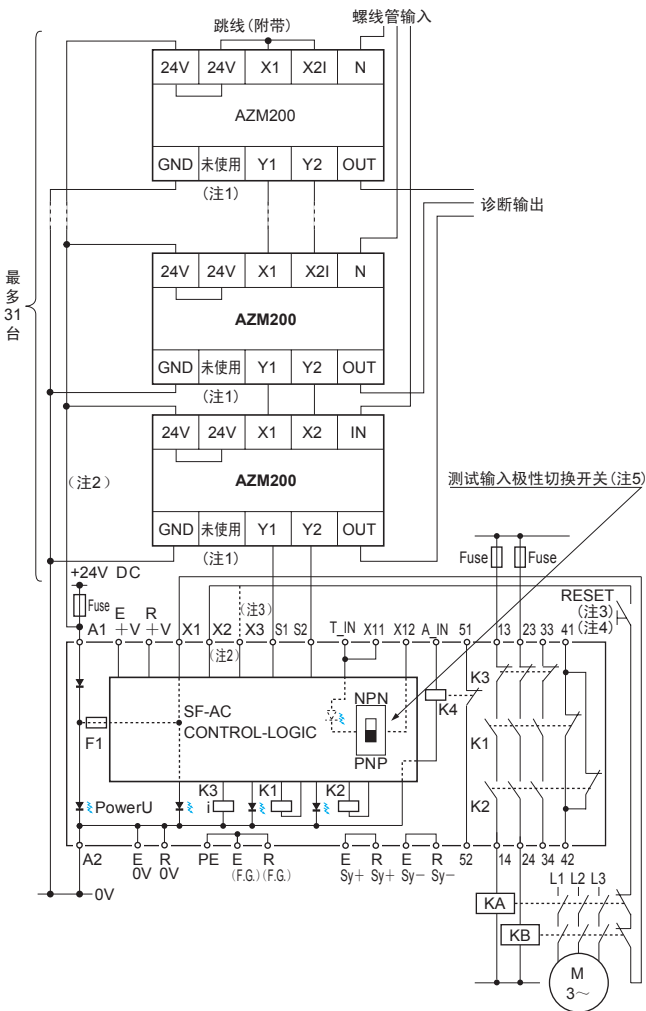 跳线(附带)
螺线管输入
24V 24V X1 X2I N
AZM200
GND 未使用 Y1 Y2 OUT
(注1)
诊断输出
24V 24V X1 X2I N
最多31台
AZM200
GND 未使用 Y1 Y2 OUT
(注1)
24V 24V X1 X2 IN
(注2)
AZM200
测试输入极性切换开关(注5)
GND 未使用 Y1 Y2 OUT
(注1)
+24V DC
Fuse
Fuse Fuse
RESET
(注3)
(注4)
A1 E+V R+V X1 X2 (注3) X3 S1 S2 T_IN X11 X12 A_IN 51 13 23 33 41
(注2)
SF-AC
CONTROL-LOGIC
NPN
PNP
K4
K3
K1
K2
F1
PowerU
K3 i K1 K2
A2 E 0V R 0V PE E (F.G.) R (F.G.) E Sy+ R Sy+ E Sy- R Sy- 52 14 24 34 42
0V
KA
KB
L1 L2 L3
M
3～